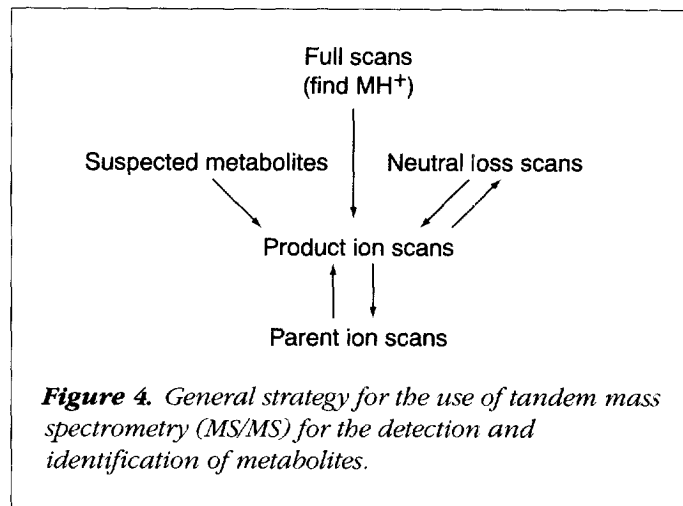 Full scans
(find MH+)
Suspected metabolites
Neutral loss scans
Product ion scans
Parent ion scans
Figure 4. General strategy for the use of tandem mass
spectrometry (MS/MS) for the detection and
identification of metabolites.